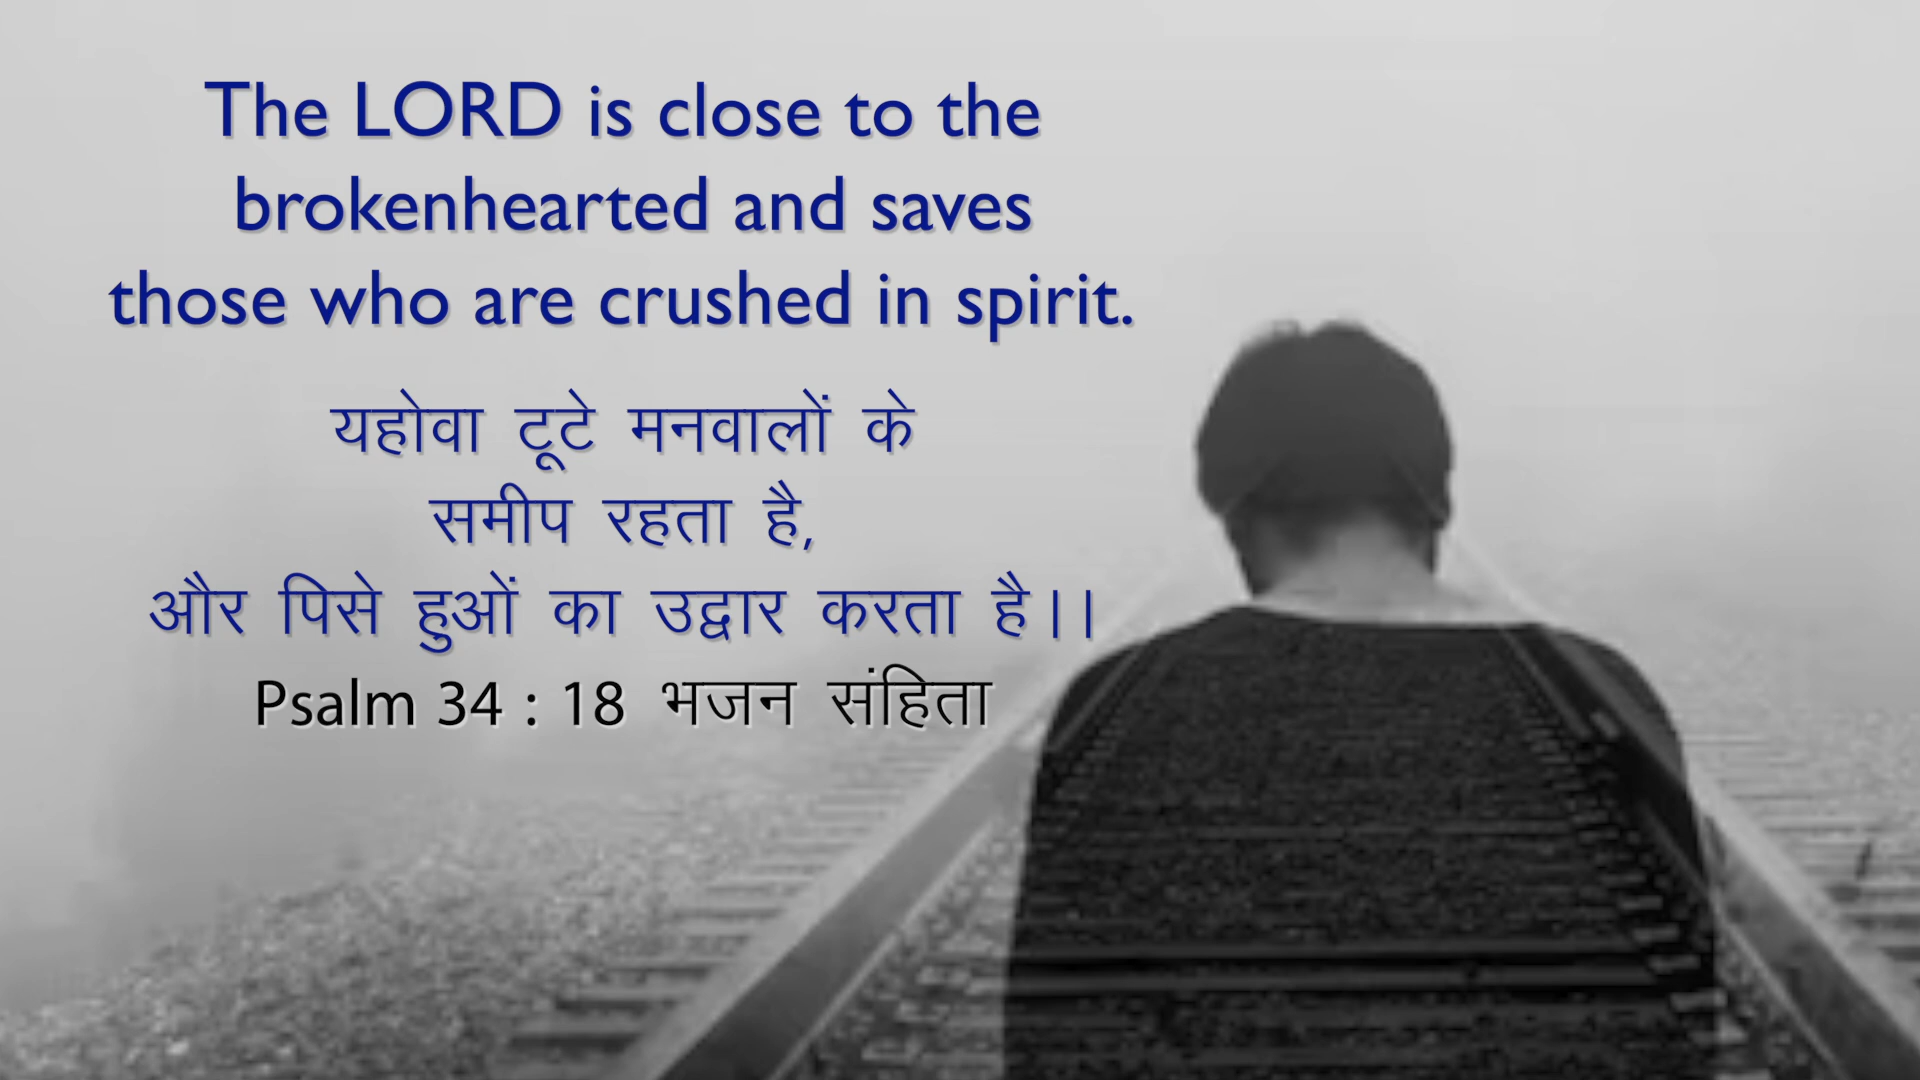 The LORD is close to the
brokenhearted and saves
those who are crushed in spirit.
यहोवा टूटे मनवालों के
समीप रहता है,
और पिसे हुओं का उद्वार करता है।।
Psalm 34 : 18 भजन संहिता